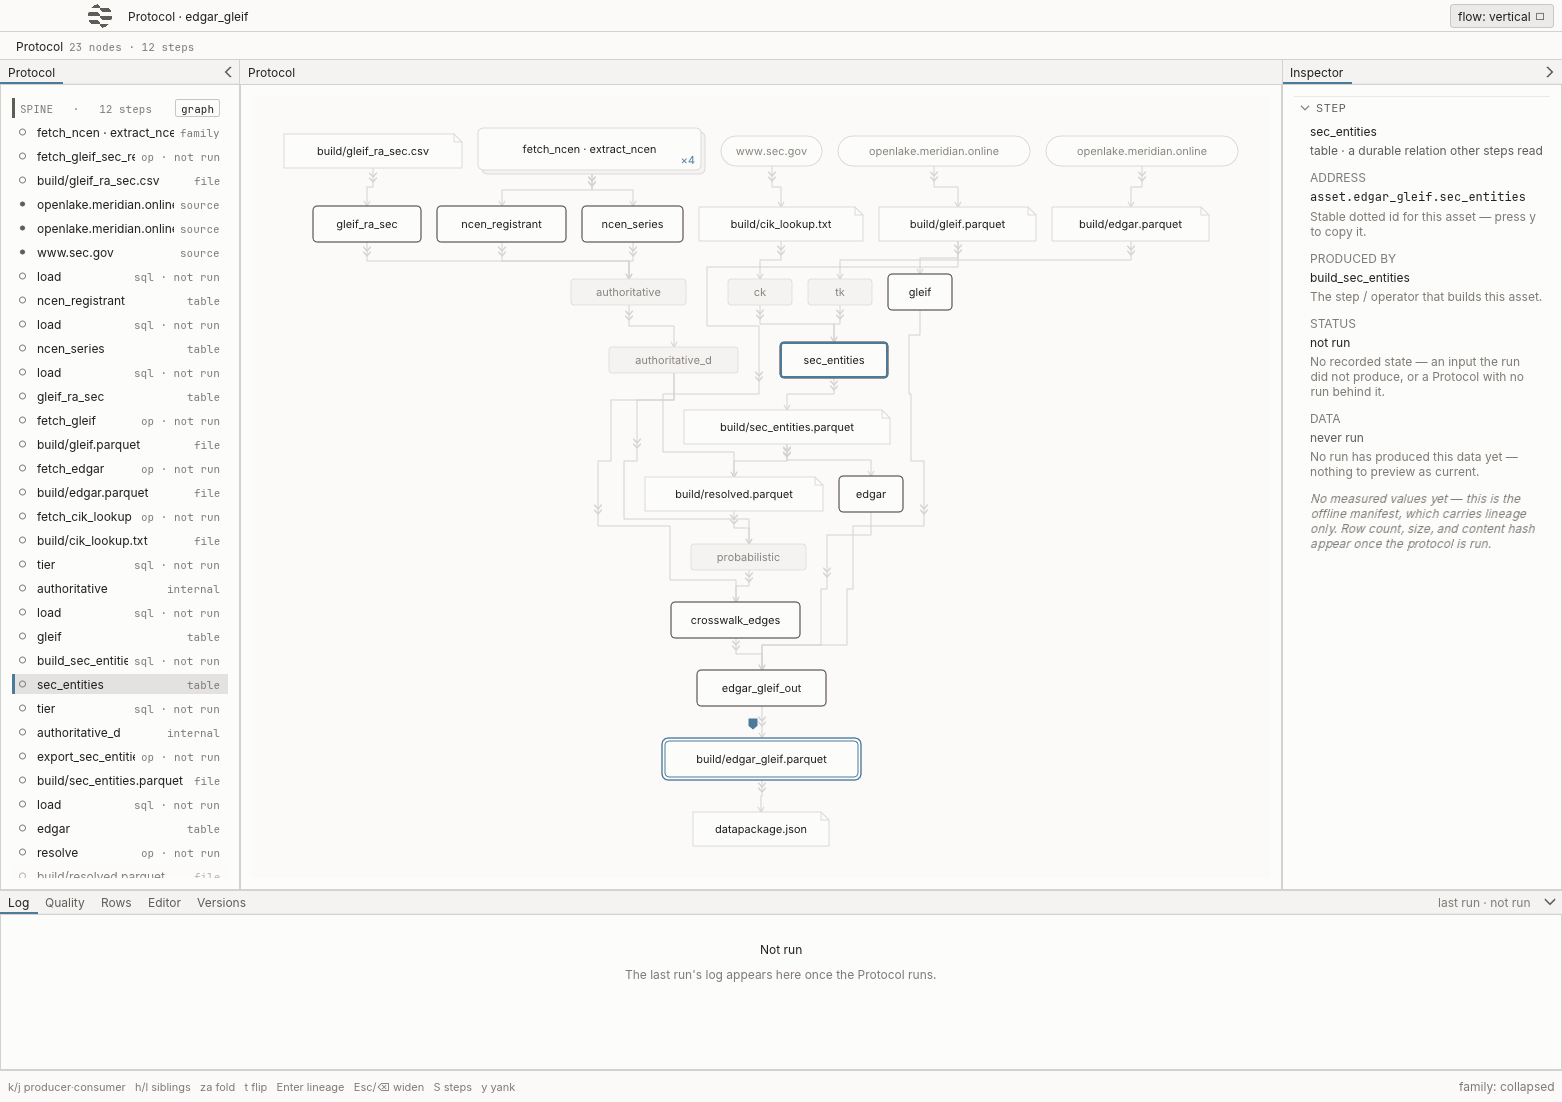 Protocol · edgar_gleif
flow: vertical
Protocol 23 nodes · 12 steps
Protocol
Protocol
Inspector
SPINE · 12 steps graph
fetch_ncen · extract_nce family
fetch_gleif_sec_re op · not run
build/gleif_ra_sec.csv file
openlake.meridian.online source
openlake.meridian.online source
www.sec.gov source
load sql · not run
ncen_registrant table
load sql · not run
ncen_series table
load sql · not run
gleif_ra_sec table
fetch_gleif op · not run
build/gleif.parquet file
fetch_edgar op · not run
build/edgar.parquet file
fetch_cik_lookup op · not run
build/cik_lookup.txt file
tier sql · not run
authoritative internal
load sql · not run
gleif table
build_sec_entitie sql · not run
sec_entities table
tier sql · not run
authoritative_d internal
export_sec_entitie op · not run
build/sec_entities.parquet file
load sql · not run
edgar table
resolve op · not run
build/resolved.parquet file
build/gleif_ra_sec.csv
fetch_ncen · extract_ncen
×4
www.sec.gov
openlake.meridian.online
openlake.meridian.online
gleif_ra_sec
ncen_registrant
ncen_series
build/cik_lookup.txt
build/gleif.parquet
build/edgar.parquet
authoritative
ck
tk
gleif
authoritative_d
sec_entities
build/sec_entities.parquet
build/resolved.parquet
edgar
probabilistic
crosswalk_edges
edgar_gleif_out
build/edgar_gleif.parquet
datapackage.json
STEP
sec_entities
table · a durable relation other steps read
ADDRESS
asset.edgar_gleif.sec_entities
Stable dotted id for this asset — press y
to copy it.
PRODUCED BY
build_sec_entities
The step / operator that builds this asset.
STATUS
not run
No recorded state — an input the run
did not produce, or a Protocol with no
run behind it.
DATA
never run
No run has produced this data yet —
nothing to preview as current.
No measured values yet — this is the
offline manifest, which carries lineage
only. Row count, size, and content hash
appear once the protocol is run.
Log Quality Rows Editor Versions
last run · not run
Not run
The last run's log appears here once the Protocol runs.
k/j producer·consumer h/l siblings za fold t flip Enter lineage Esc/⌫ widen S steps y yank
family: collapsed